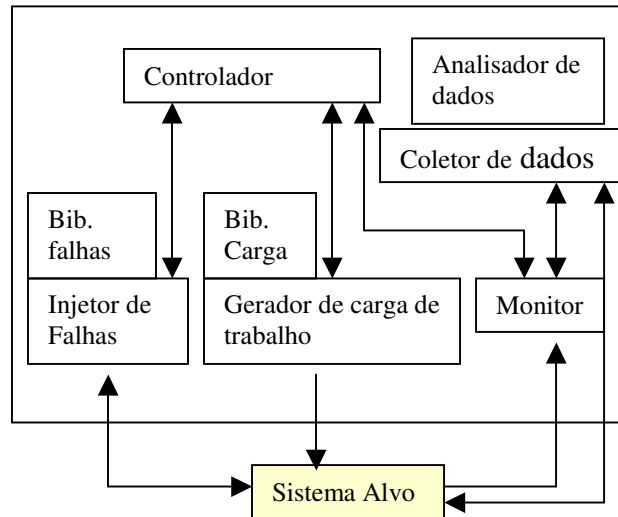 Controlador
Analisador de
dados
Coletor de dados
Bib.
falhas
Bib.
Carga
Injetor de
Falhas
Gerador de carga de
trabalho
Monitor
Sistema Alvo